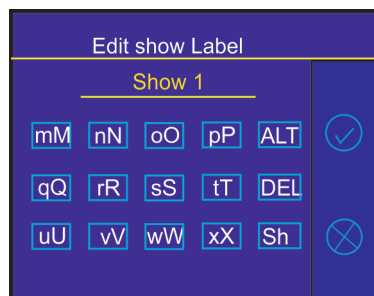 Edit show Label
Show 1
mM nN oO pP ALT
qQ rR sS tT DEL
uU vV wW xX Sh